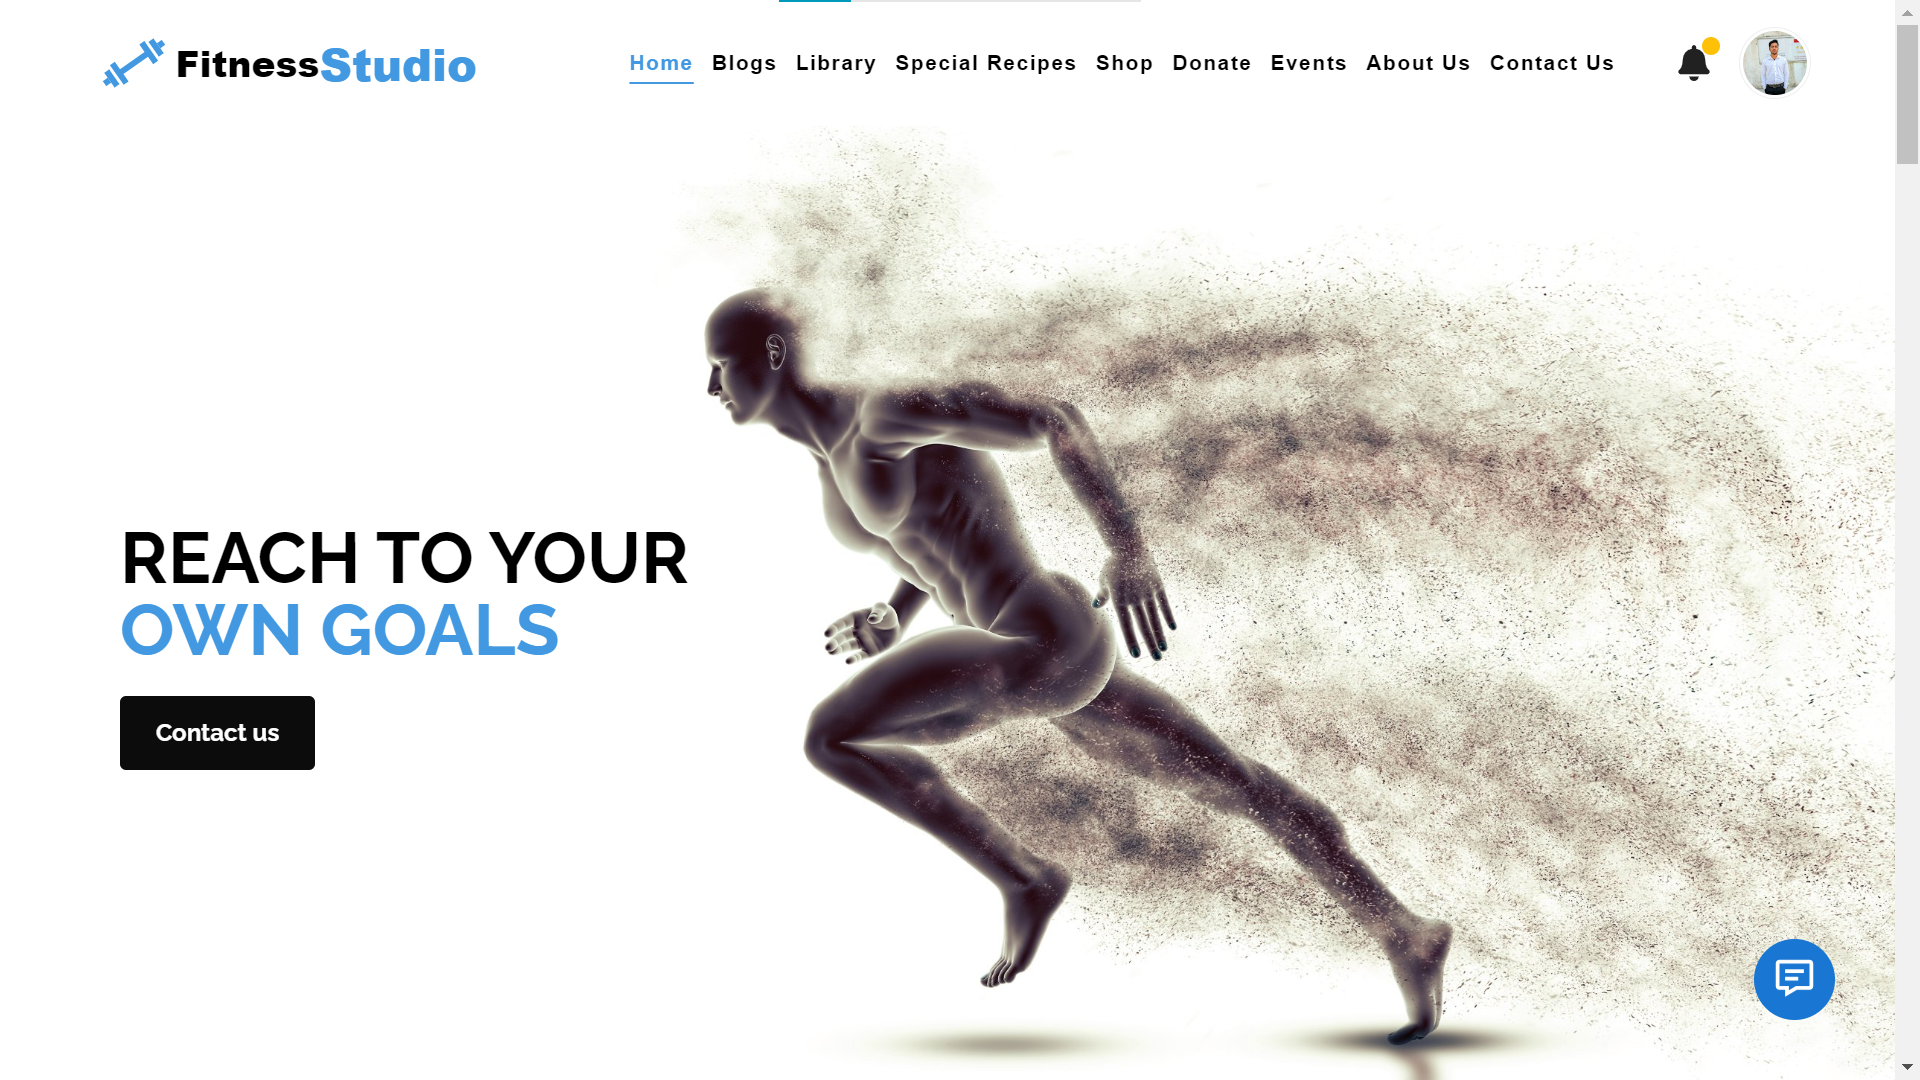 FitnessStudio
Home Blogs Library Special Recipes Shop Donate Events About Us Contact Us
REACH TO YOUR
OWN GOALS
Contact us